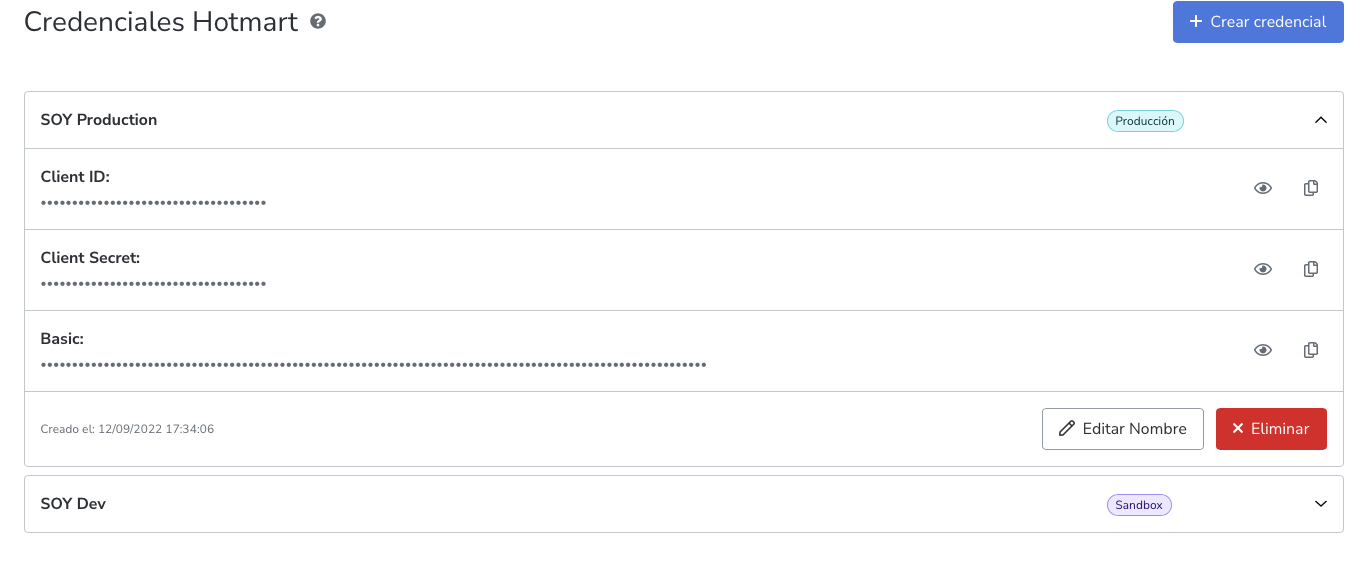 Credenciales Hotmart
+ Crear credencial
SOY Production
Producción
Client ID:
••••••••••••••••••••••••••••••••••••
Client Secret:
••••••••••••••••••••••••••••••••••••
Basic:
••••••••••••••••••••••••••••••••••••••••••••••••••••••••••••••••••••••••••••••••••••••••••••••••••••••••••
Creado el: 12/09/2022 17:34:06
Editar Nombre
Eliminar
SOY Dev
Sandbox